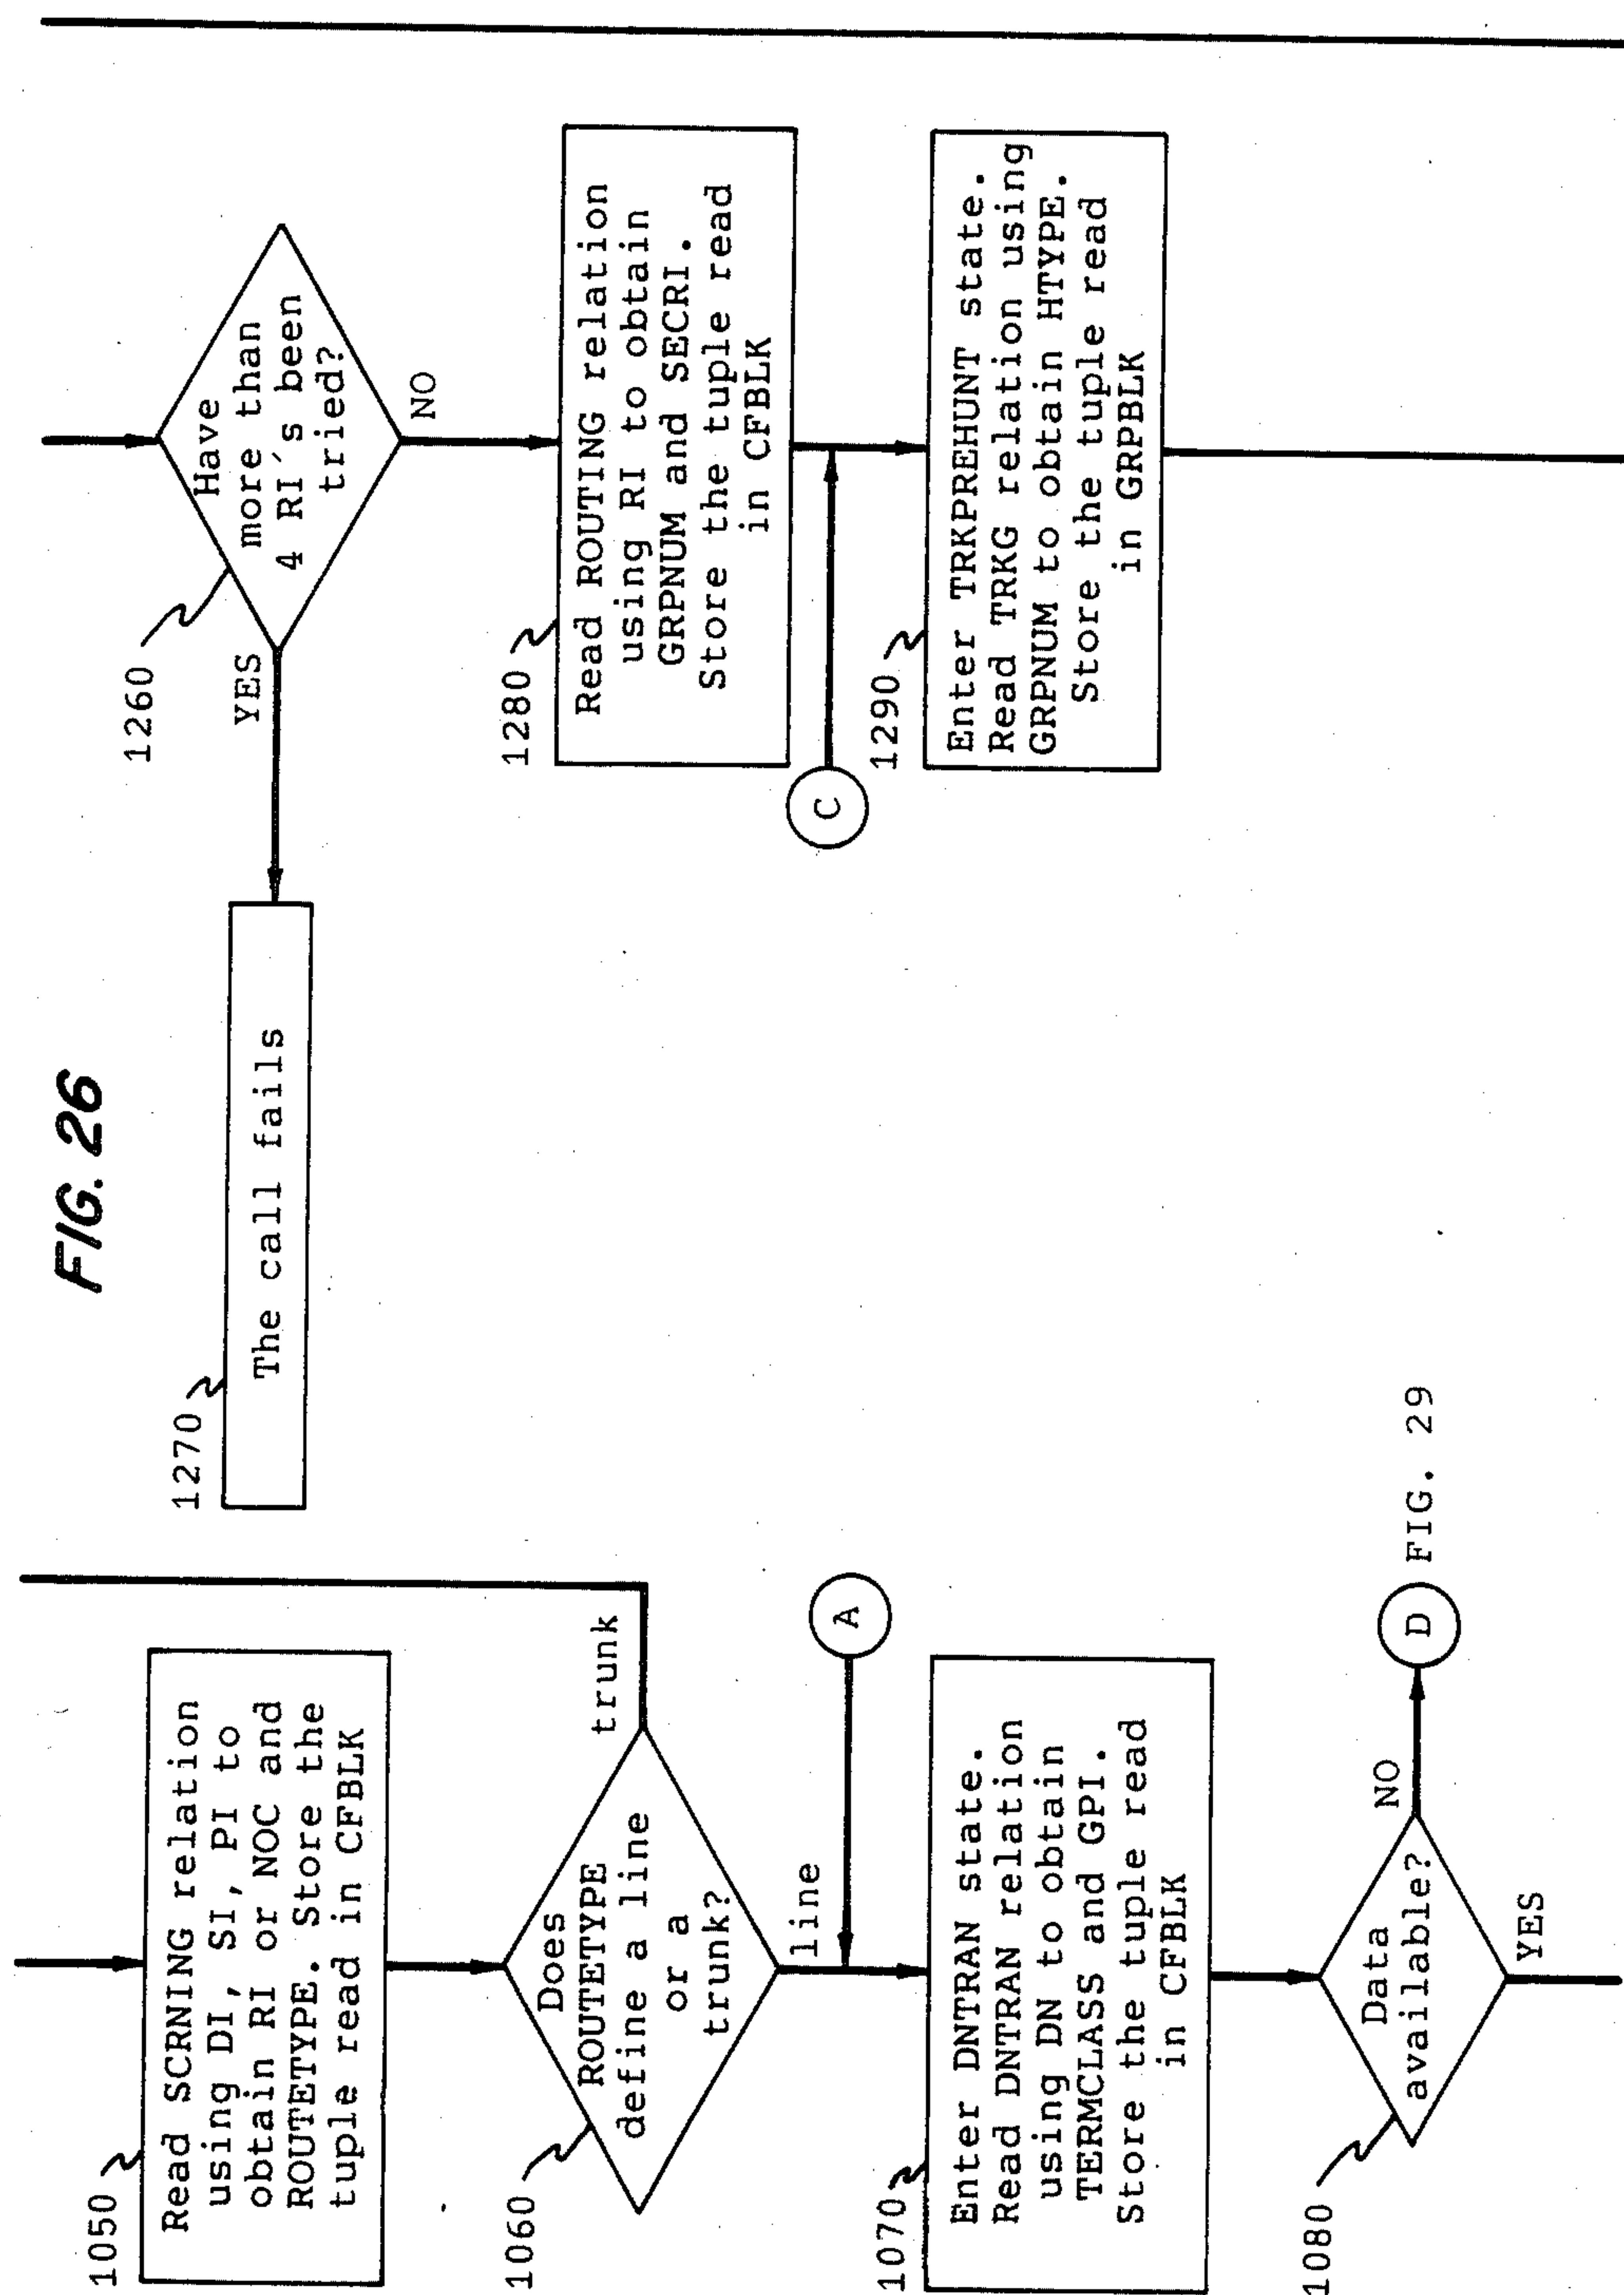 FIG. 26
1050
Read SCRNING relation
using DI, SI, PI to
obtain RI or NOC and
ROUTETYPE. Store the
tuple read in CFBLK
1060
Does
ROUTETYPE
define a line
or a
trunk?
trunk
line
A
1070
Enter DNTRAN state.
Read DNTRAN relation
using DN to obtain
TERMCLASS and GPI.
Store the tuple read
in CFBLK
1080
Data
available?
NO
D
FIG. 29
YES
1260
Have
more than
4 RI's been
tried?
YES
NO
1270
The call fails
1280
Read ROUTING relation
using RI to obtain
GRPNUM and SECRI.
Store the tuple read
in CFBLK
C
1290
Enter TRKPREHUNT state.
Read TRKG relation using
GRPNUM to obtain HTYPE.
Store the tuple read
in GRPBLK